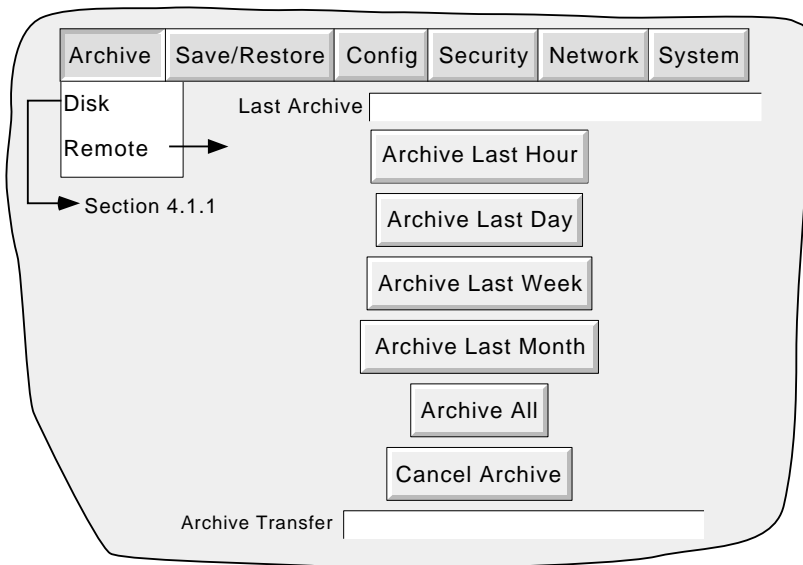 Archive Save/Restore Config Security Network System
Disk
Remote
Section 4.1.1
Last Archive
Archive Last Hour
Archive Last Day
Archive Last Week
Archive Last Month
Archive All
Cancel Archive
Archive Transfer